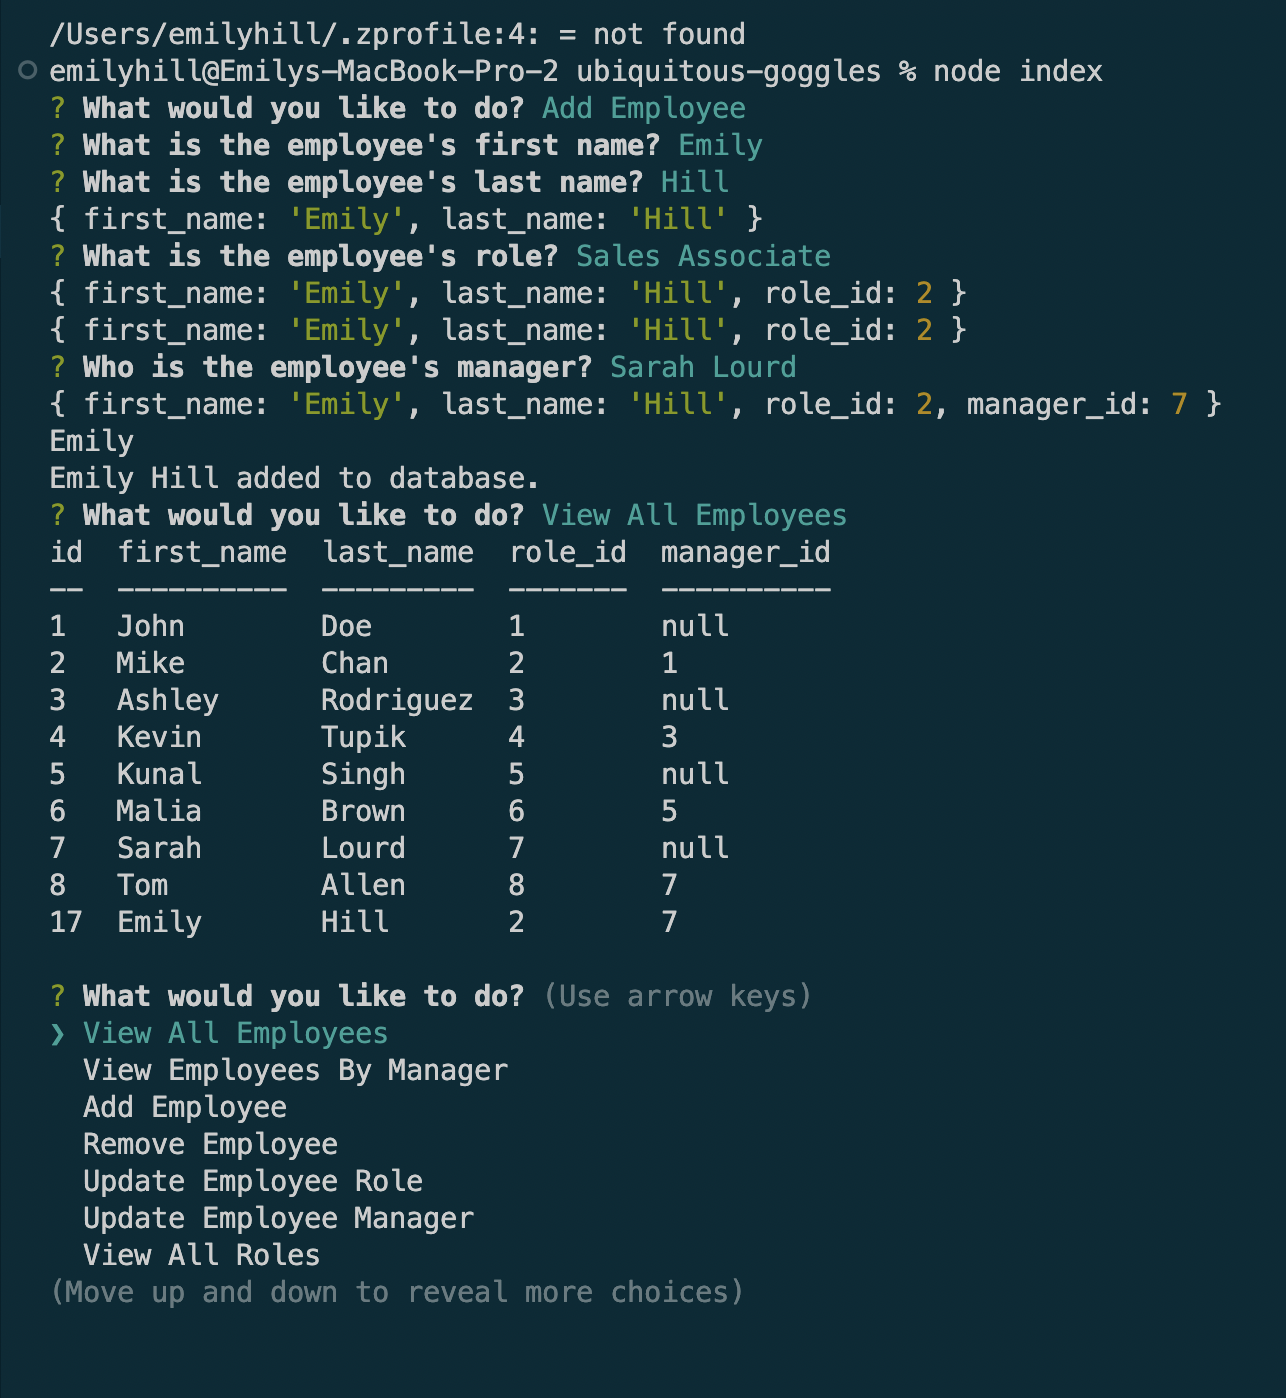 /Users/emilyhill/.zprofile:4: = not found
emilyhill@Emilys-MacBook-Pro-2 ubiquitous-goggles % node index
? What would you like to do? Add Employee
? What is the employee's first name? Emily
? What is the employee's last name? Hill
{ first_name: 'Emily', last_name: 'Hill' }
? What is the employee's role? Sales Associate
{ first_name: 'Emily', last_name: 'Hill', role_id: 2 }
{ first_name: 'Emily', last_name: 'Hill', role_id: 2 }
? Who is the employee's manager? Sarah Lourd
{ first_name: 'Emily', last_name: 'Hill', role_id: 2, manager_id: 7 }
Emily
Emily Hill added to database.
? What would you like to do? View All Employees
id  first_name  last_name  role_id  manager_id
--  ----------  ---------  -------  ----------
1   John        Doe        1        null
2   Mike        Chan       2        1
3   Ashley      Rodriguez  3        null
4   Kevin       Tupik      4        3
5   Kunal       Singh      5        null
6   Malia       Brown      6        5
7   Sarah       Lourd      7        null
8   Tom         Allen      8        7
17  Emily       Hill       2        7
? What would you like to do? (Use arrow keys)
❯ View All Employees
  View Employees By Manager
  Add Employee
  Remove Employee
  Update Employee Role
  Update Employee Manager
  View All Roles
(Move up and down to reveal more choices)